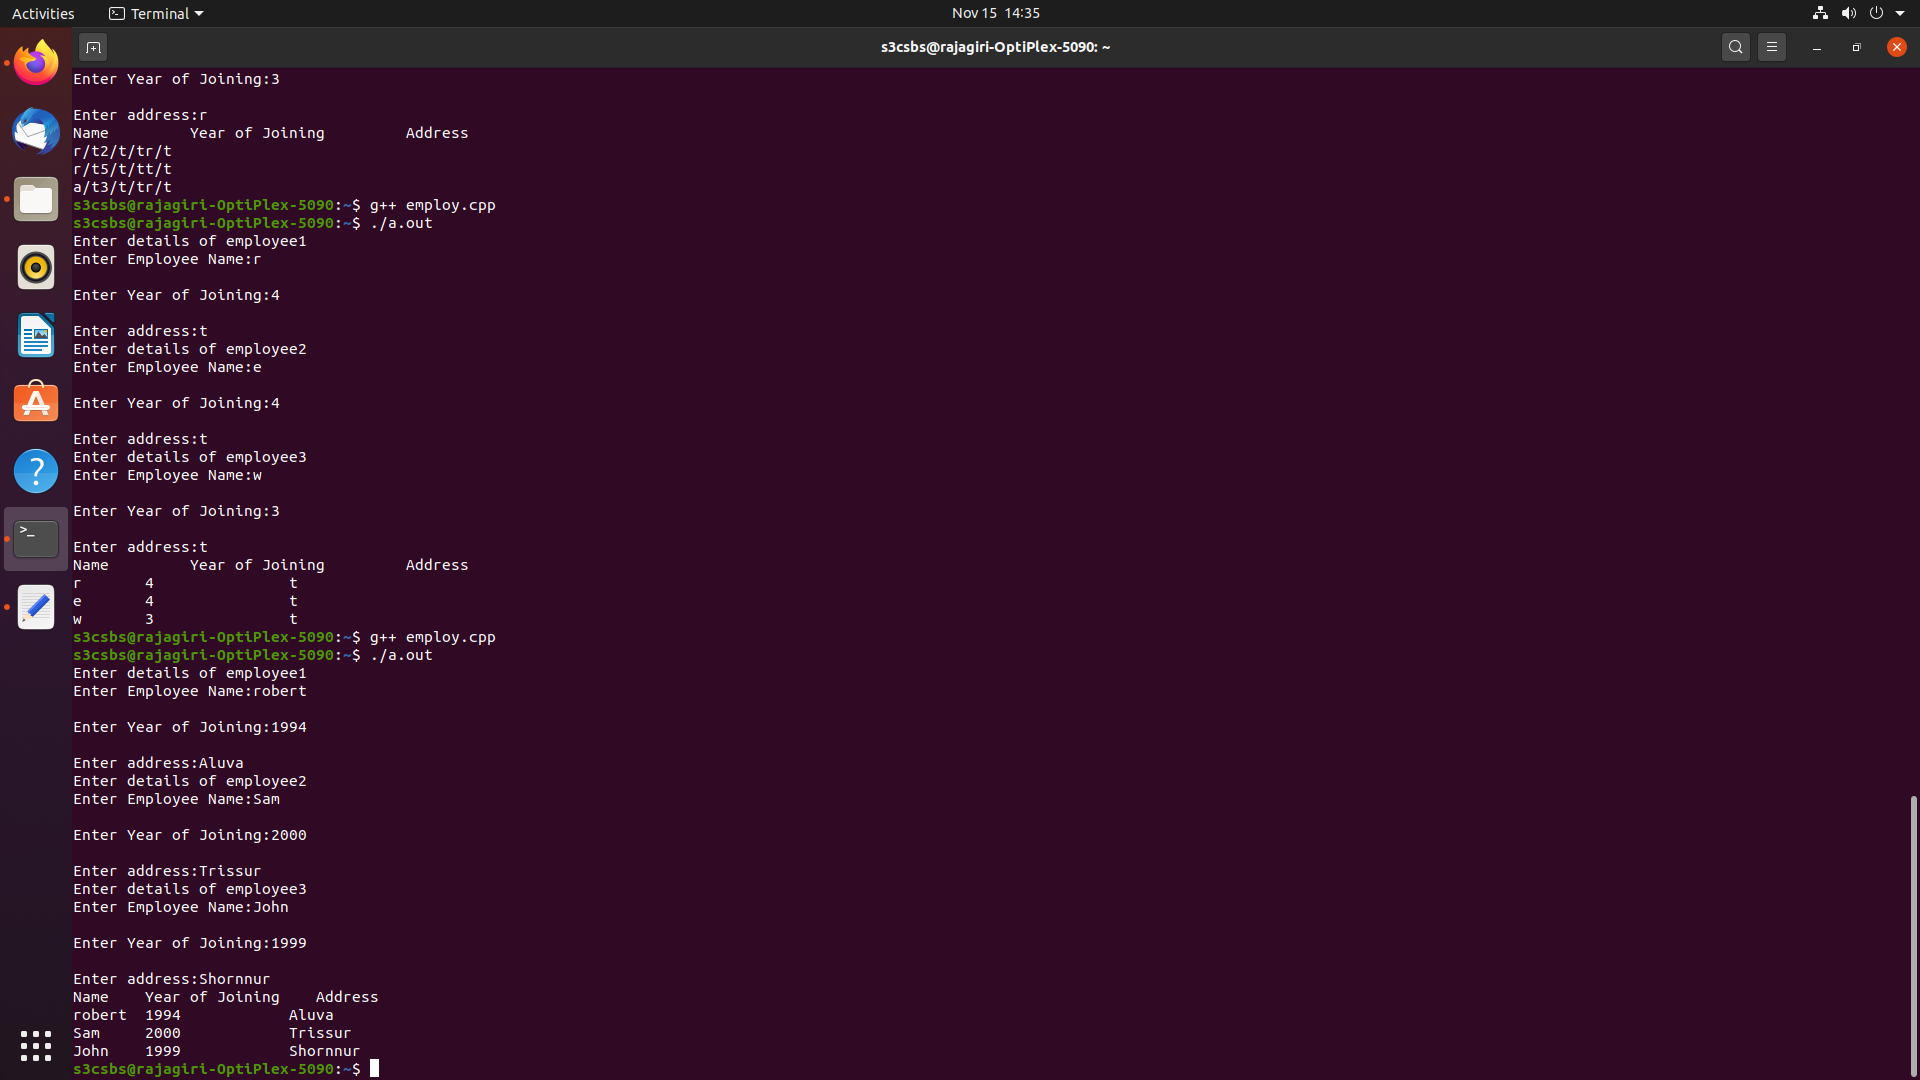 Activities Terminal Nov 15 14:35
s3csbs@rajagiri-OptiPlex-5090: ~
Enter Year of Joining:3
Enter address:r
Name Year of Joining Address
r/t2/t/tr/t
r/t5/t/tt/t
a/t3/t/tr/t
s3csbs@rajagiri-OptiPlex-5090:~$ g++ employ.cpp
s3csbs@rajagiri-OptiPlex-5090:~$ ./a.out
Enter details of employee1
Enter Employee Name:r
Enter Year of Joining:4
Enter address:t
Enter details of employee2
Enter Employee Name:e
Enter Year of Joining:4
Enter address:t
Enter details of employee3
Enter Employee Name:w
Enter Year of Joining:3
Enter address:t
Name Year of Joining Address
r 4 t
e 4 t
w 3 t
s3csbs@rajagiri-OptiPlex-5090:~$ g++ employ.cpp
s3csbs@rajagiri-OptiPlex-5090:~$ ./a.out
Enter details of employee1
Enter Employee Name:robert
Enter Year of Joining:1994
Enter address:Aluva
Enter details of employee2
Enter Employee Name:Sam
Enter Year of Joining:2000
Enter address:Trissur
Enter details of employee3
Enter Employee Name:John
Enter Year of Joining:1999
Enter address:Shornnur
Name Year of Joining Address
robert 1994 Aluva
Sam 2000 Trissur
John 1999 Shornnur
s3csbs@rajagiri-OptiPlex-5090:~$